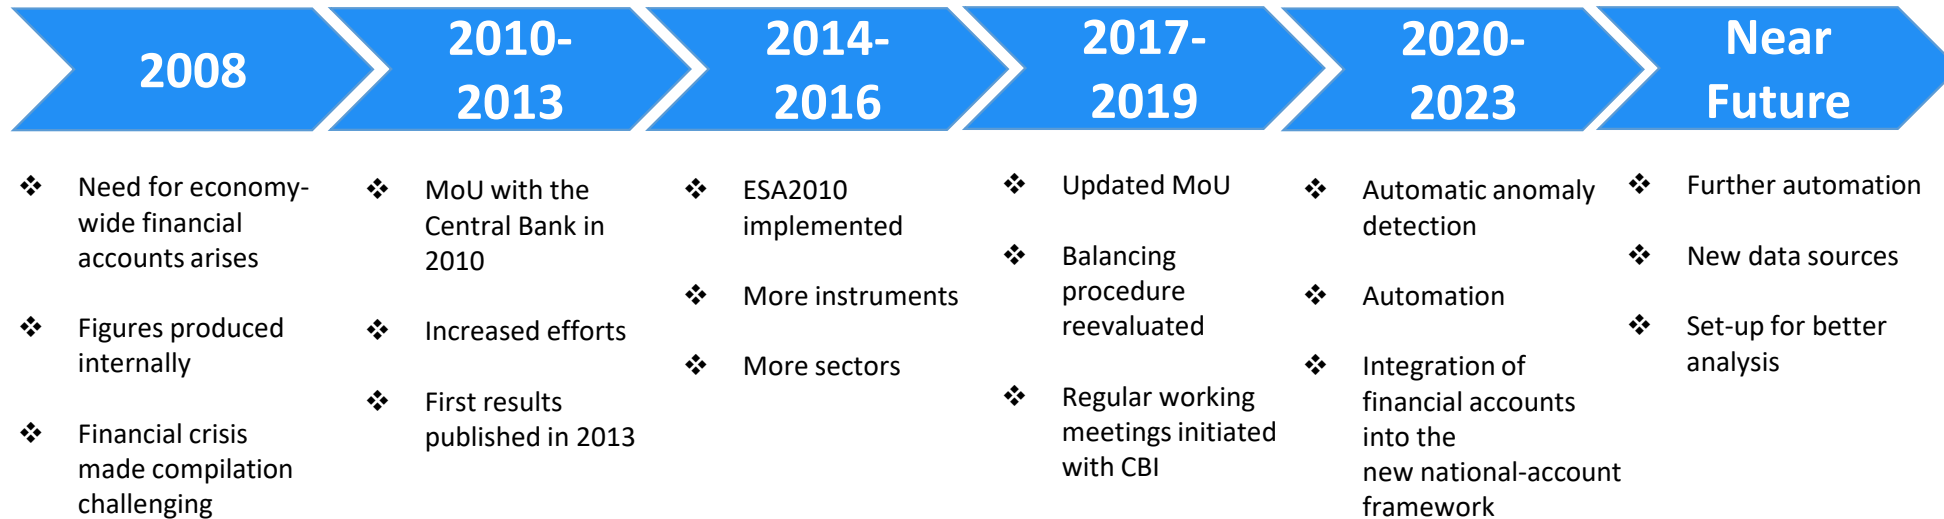 2008
2010-
2013
2014-
2016
2017-
2019
2020-
2023
Near
Future
❖ Need for economy-
wide financial
accounts arises
❖ Figures produced
internally
❖ Financial crisis
made compilation
challenging
❖ MoU with the
Central Bank in
2010
❖ Increased efforts
❖ First results
published in 2013
❖ ESA2010
implemented
❖ More instruments
❖ More sectors
❖ Updated MoU
❖ Balancing
procedure
reevaluated
❖ Regular working
meetings initiated
with CBI
❖ Automatic anomaly
detection
❖ Automation
❖ Integration of
financial accounts
into the
new national-account
framework
❖ Further automation
❖ New data sources
❖ Set-up for better
analysis